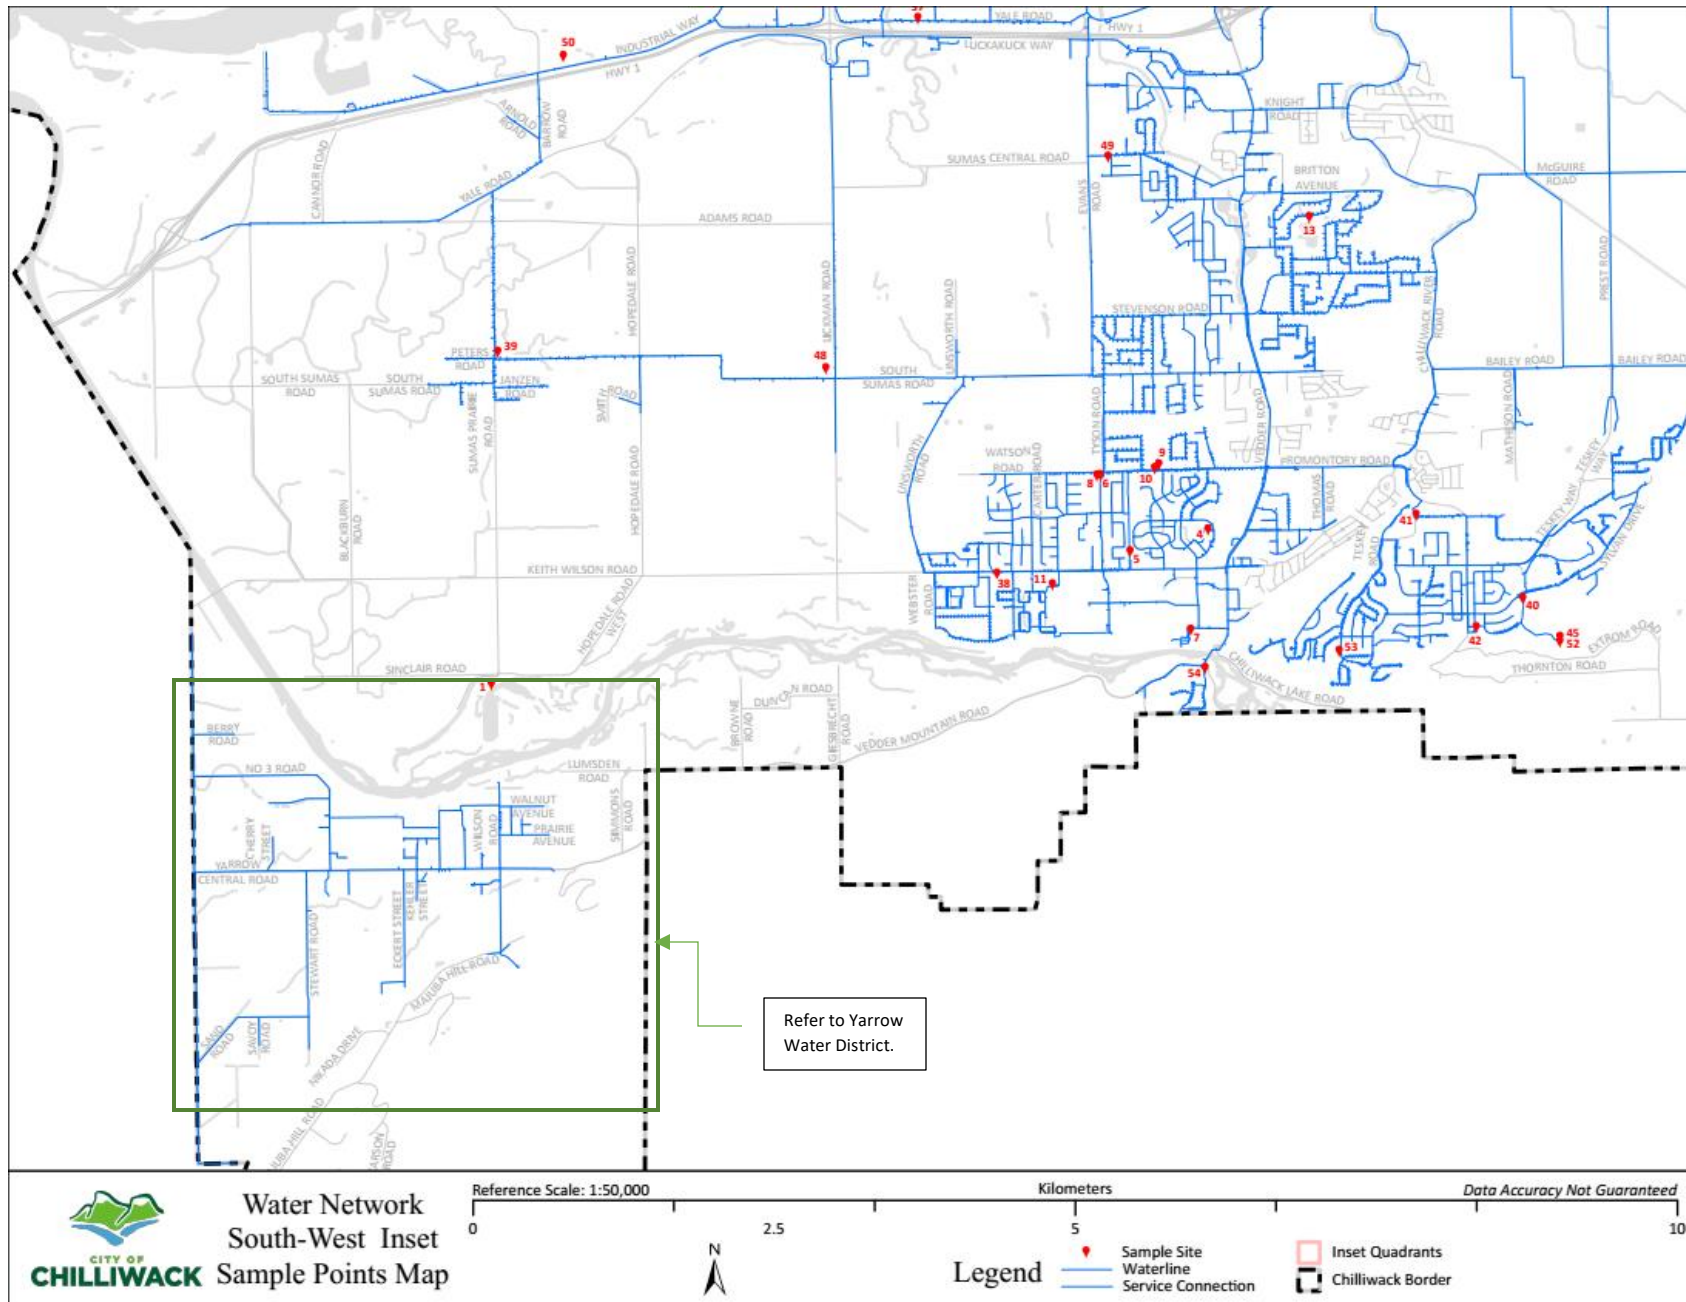 37
YALE ROAD
HWY 1
LUCKAKUCK WAY
50
INDUSTRIAL WAY
HWY 1
ARNOLD
ROAD
BARROW
ROAD
KNIGHT
ROAD
49
SUMAS CENTRAL ROAD
BRITTON
AVENUE
McGUIRE
ROAD
CANNOR ROAD
YALE ROAD
EVANS
ROAD
13
ADAMS ROAD
HOPEDALE ROAD
LICKMAN ROAD
UNSWORTH ROAD
STEVENSON ROAD
CHILLIWACK RIVER
ROAD
PREST ROAD
39
PETERS
ROAD
48
SOUTH
SUMAS ROAD
BAILEY ROAD
BAILEY ROAD
SOUTH SUMAS
ROAD
SOUTH
SUMAS ROAD
JANZEN
ROAD
SMITH
ROAD
SUMAS PRAIRIE
ROAD
TYSON ROAD
VEDDER ROAD
MATHESON ROAD
HOPEDALE ROAD
UNSWORTH
ROAD
WATSON
ROAD
CARTER ROAD
9
10
8
6
PROMONTORY ROAD
THOMAS
ROAD
TESKEY
WAY
TESKEY WAY
SYLVAN DRIVE
BLACKBURN
ROAD
4
5
41
TESKEY
ROAD
KEITH WILSON ROAD
38
11
WEBSTER
ROAD
40
HOPEDALE ROAD
WEST
7
42
45
52
53
EXTROM ROAD
THORNTON ROAD
SINCLAIR ROAD
54
CHILLIWACK LAKE ROAD
1
BROWNE
ROAD
DUNCAN ROAD
GIESBRECHT
ROAD
VEDDER MOUNTAIN ROAD
BERRY
ROAD
NO 3 ROAD
LUMSDEN
ROAD
SIMMONS
ROAD
CHERRY
STREET
WILSON
ROAD
WALNUT
AVENUE
PRAIRIE
AVENUE
YARROW
CENTRAL ROAD
STEWART ROAD
ECKERT STREET
KEHLER
STREET
MAJUBA HILL ROAD
SAND
ROAD
SAVOY
ROAD
NIKADA DRIVE
JUBA HILL ROAD
ARSON
ROAD
Refer to Yarrow
Water District.
CITY OF
CHILLIWACK
Water Network
South-West Inset
Sample Points Map
Reference Scale: 1:50,000
Kilometers
Data Accuracy Not Guaranteed
0
2.5
5
10
N
Legend
Sample Site
Waterline
Service Connection
Inset Quadrants
Chilliwack Border